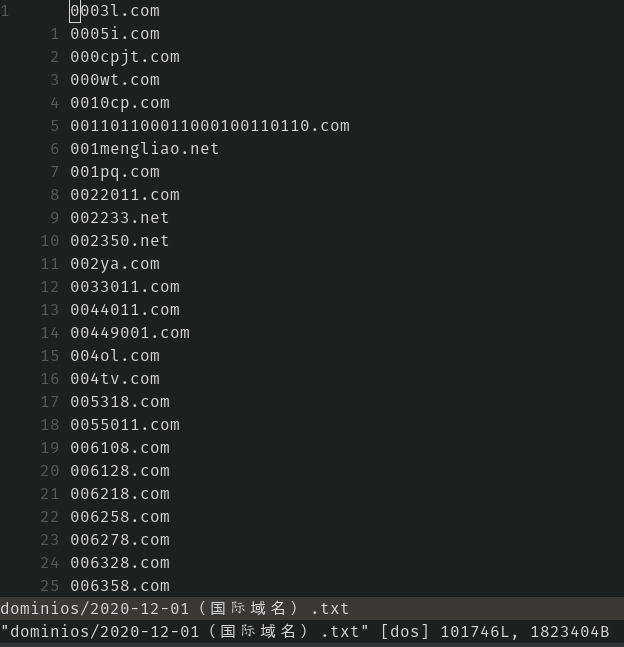 1 0003l.com
1 0005i.com
2 000cpjt.com
3 000wt.com
4 0010cp.com
5 001101100011000100110110.com
6 001mengliao.net
7 001pq.com
8 0022011.com
9 002233.net
10 002350.net
11 002ya.com
12 0033011.com
13 0044011.com
14 00449001.com
15 004ol.com
16 004tv.com
17 005318.com
18 0055011.com
19 006108.com
20 006128.com
21 006218.com
22 006258.com
23 006278.com
24 006328.com
25 006358.com
dominios/2020-12-01（国际域名）.txt
"dominios/2020-12-01（国际域名）.txt" [dos] 101746L, 1823404B